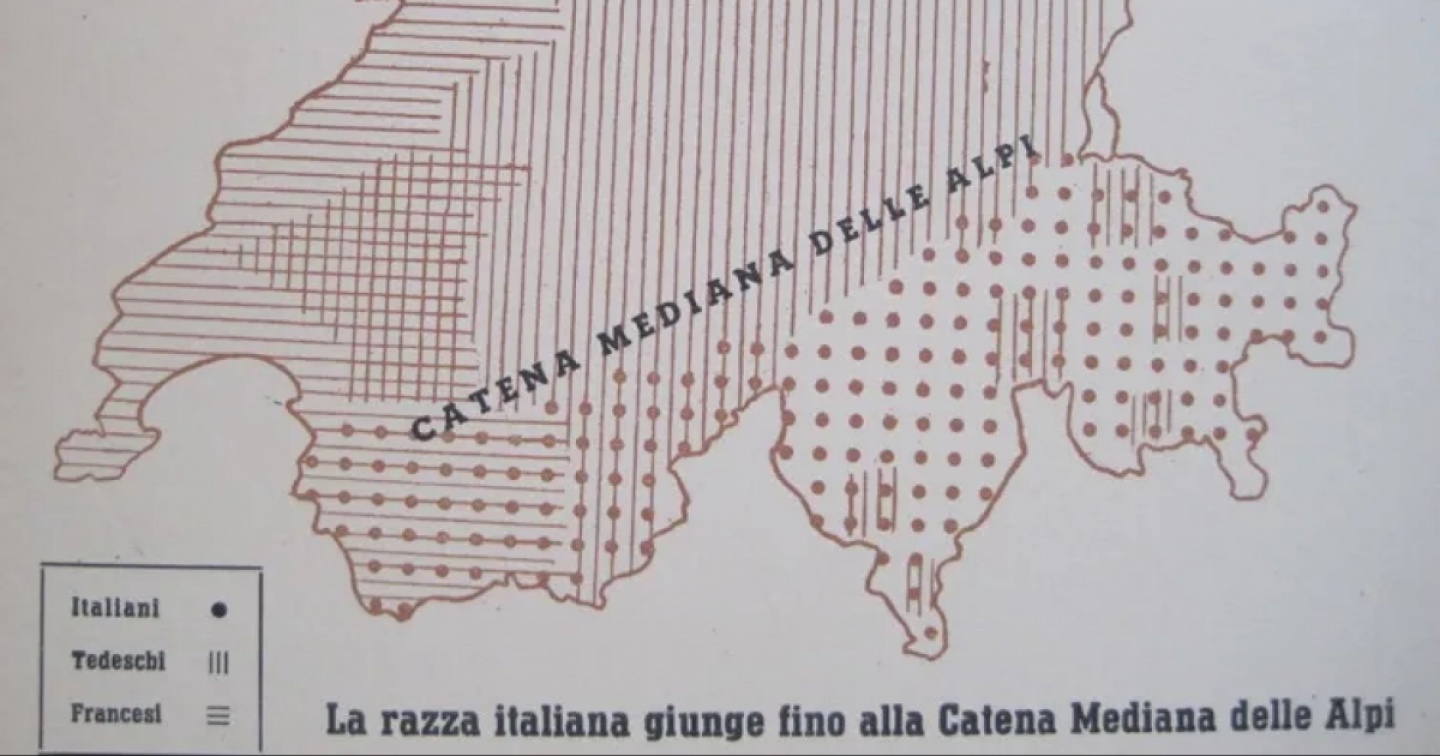 CATENA MEDIANA DELLE ALPI
Italiani
Tedeschi
Francesi
La razza italiana giunge fino alla Catena Mediana delle Alpi